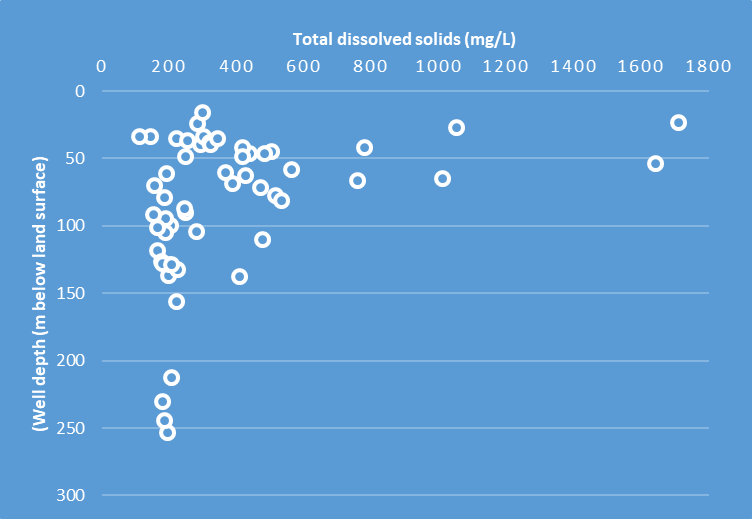 Total dissolved solids (mg/L)
0 200 400 600 800 1000 1200 1400 1600 1800
0
50
100
150
200
250
300
(Well depth (m below land surface)